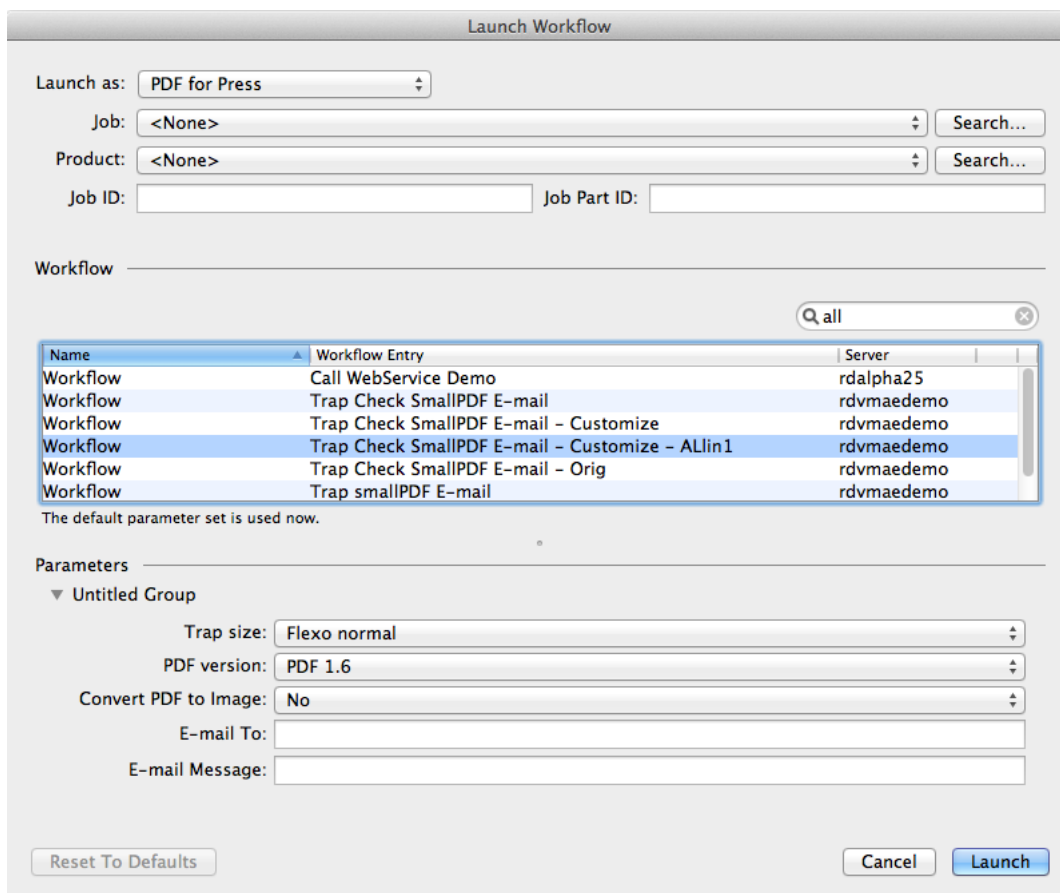 Launch Workflow
Launch as: PDF for Press
Job: <None> Search...
Product: <None> Search...
Job ID: Job Part ID:
Workflow
all
Name Workflow Entry Server
Workflow Call WebService Demo rdalpha25
Workflow Trap Check SmallPDF E-mail rdvmaedemo
Workflow Trap Check SmallPDF E-mail - Customize rdvmaedemo
Workflow Trap Check SmallPDF E-mail - Customize - ALlin1 rdvmaedemo
Workflow Trap Check SmallPDF E-mail - Orig rdvmaedemo
Workflow Trap smallPDF E-mail rdvmaedemo
The default parameter set is used now.
Parameters
Untitled Group
Trap size: Flexo normal
PDF version: PDF 1.6
Convert PDF to Image: No
E-mail To:
E-mail Message:
Reset To Defaults Cancel Launch